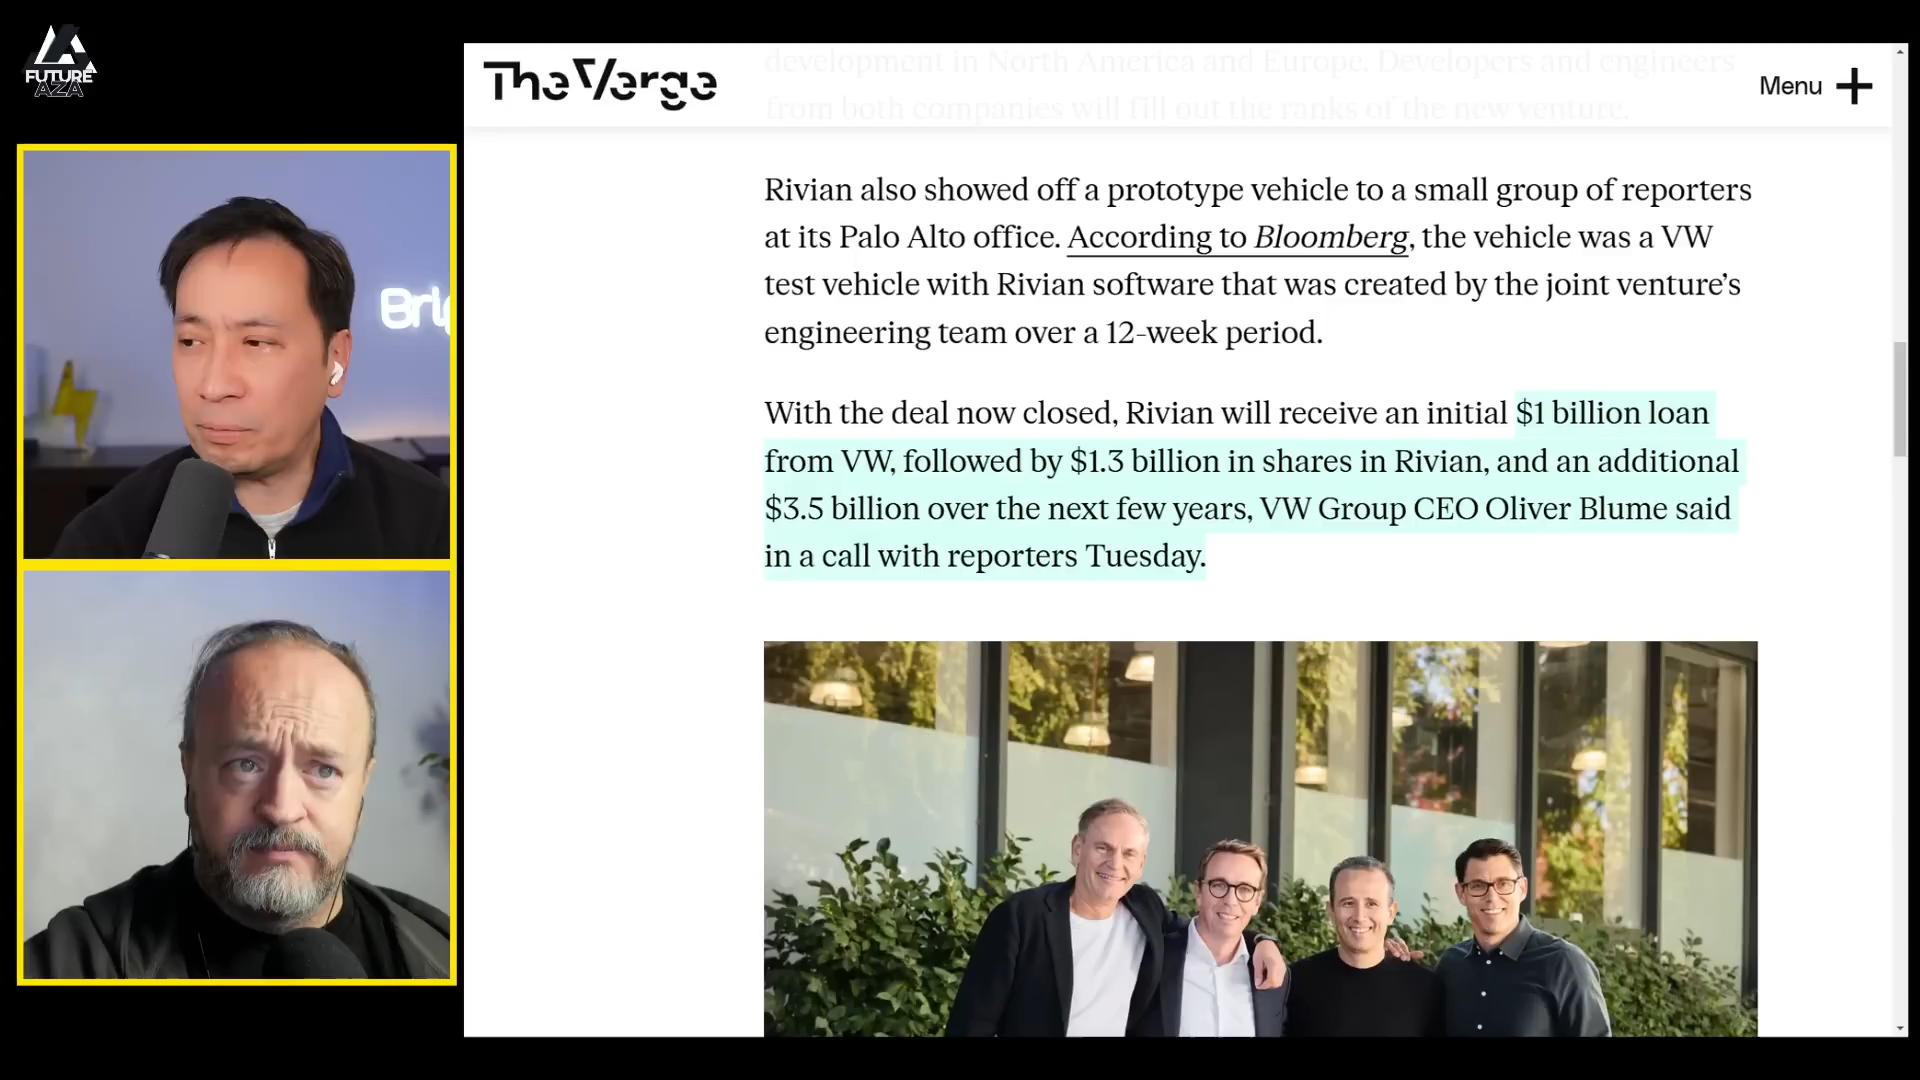 FUTURE
AZA
The Verge
Menu
development in North America and Europe. Developers and engineers
from both companies will fill out the ranks of the new venture.
Rivian also showed off a prototype vehicle to a small group of reporters
at its Palo Alto office. According to Bloomberg, the vehicle was a VW
test vehicle with Rivian software that was created by the joint venture’s
engineering team over a 12-week period.
With the deal now closed, Rivian will receive an initial $1 billion loan
from VW, followed by $1.3 billion in shares in Rivian, and an additional
$3.5 billion over the next few years, VW Group CEO Oliver Blume said
in a call with reporters Tuesday.